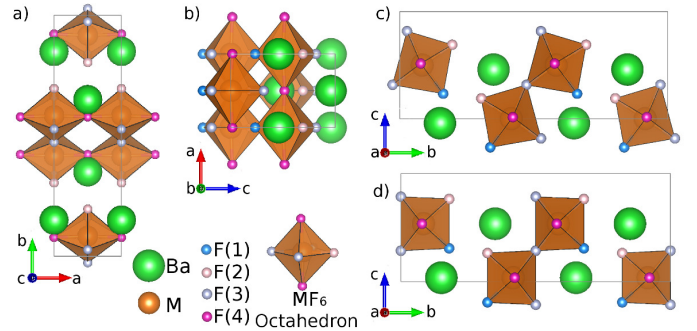 a)
b
c
a
b)
a
b
c
Ba
M
F(1)
F(2)
F(3)
F(4)
MF₆
Octahedron
c)
c
a
b
d)
c
a
b